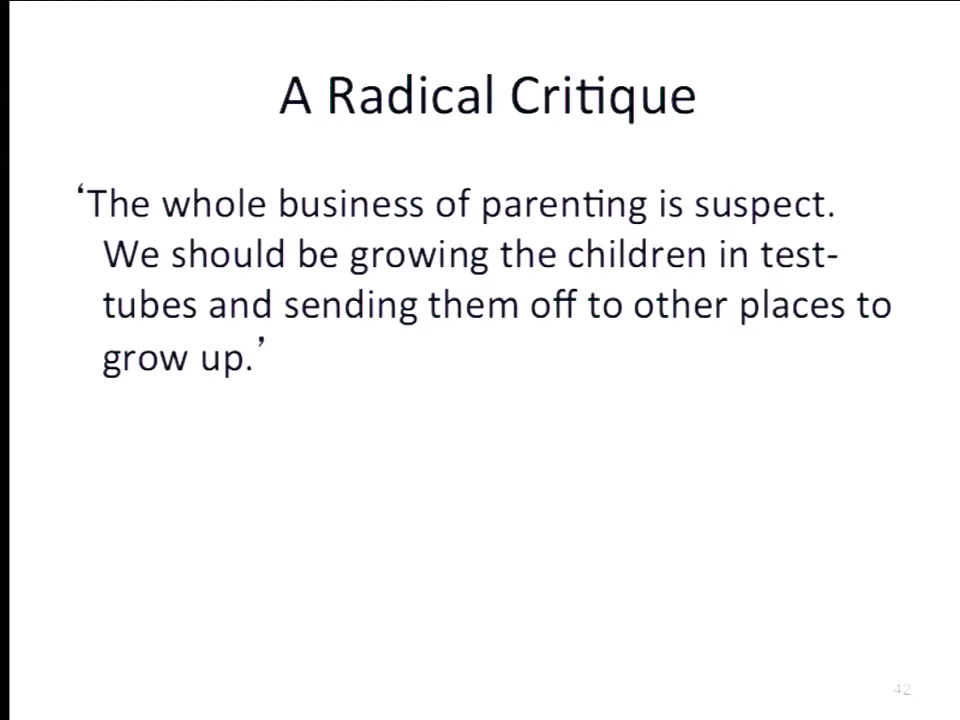 A Radical Critique
‘The whole business of parenting is suspect.
We should be growing the children in test-
tubes and sending them off to other places to
grow up.’
42